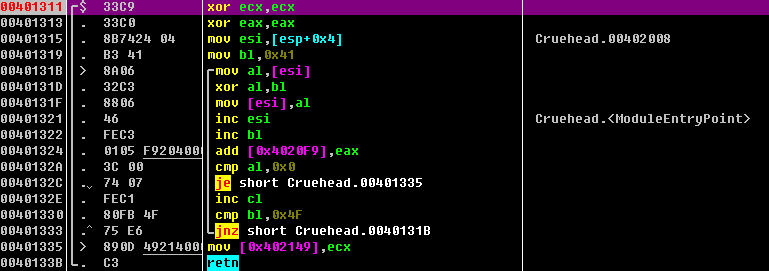 00401311 $ 33C9 xor ecx,ecx
00401313 . 33C0 xor eax,eax
00401315 . 8B7424 04 mov esi,[esp+0x4] Cruehead.00402008
00401319 . B3 41 mov bl,0x41
0040131B > 8A06 mov al,[esi]
0040131D . 32C3 xor al,bl
0040131F . 8806 mov [esi],al
00401321 . 46 inc esi Cruehead.<ModuleEntryPoint>
00401322 . FEC3 inc bl
00401324 . 0105 F9204000 add [0x4020F9],eax
0040132A . 3C 00 cmp al,0x0
0040132C .v 74 07 je short Cruehead.00401335
0040132E . FEC1 inc cl
00401330 . 80FB 4F cmp bl,0x4F
00401333 .^ 75 E6 jnz short Cruehead.0040131B
00401335 > 890D 49214000 mov [0x402149],ecx
0040133B . C3 retn